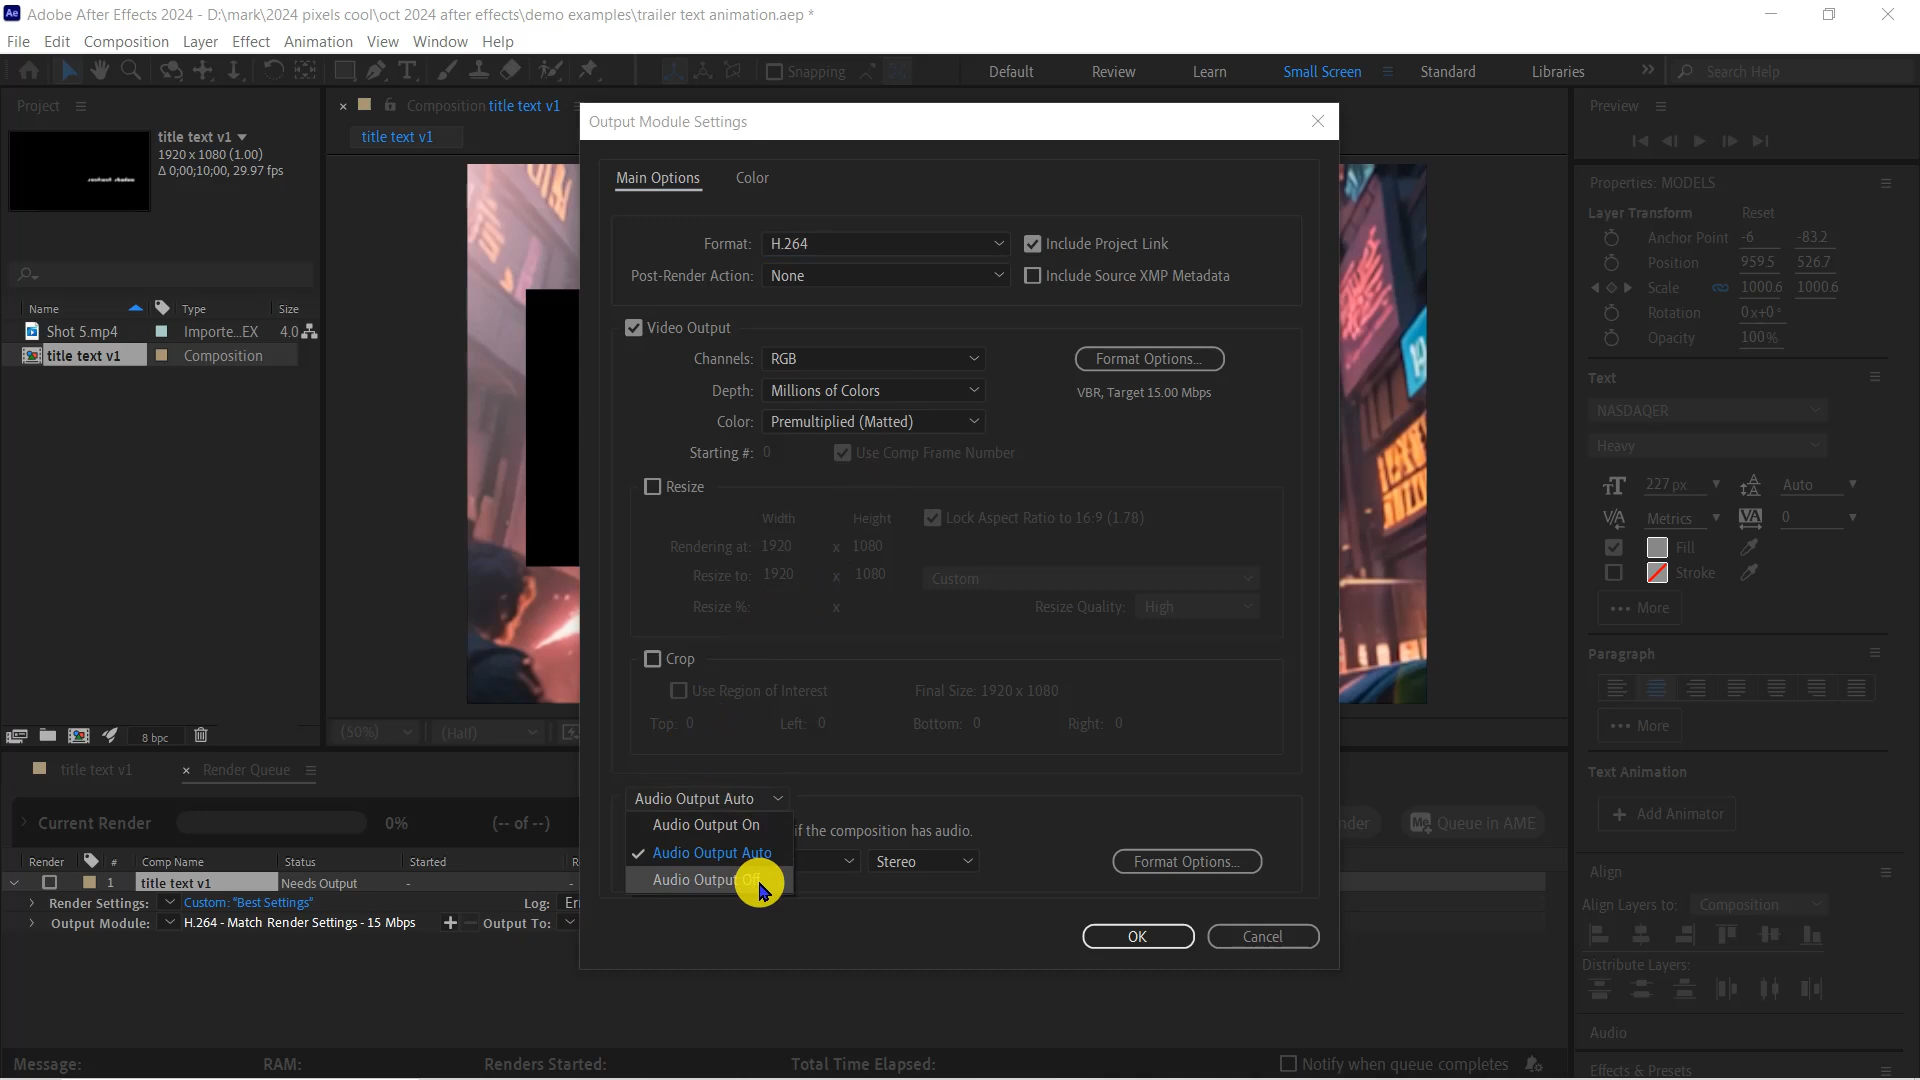 Adobe After Effects 2024 - D:\mark\2024 pixels cool\oct 2024 after effects\demo examples\trailer text animation.aep *
File Edit Composition Layer Effect Animation View Window Help
Snapping Default Review Learn Small Screen Standard Libraries Search Help
Project
title text v1
1920 x 1080 (1.00)
Δ 0;00;10;00, 29.97 fps
Name Type Size
Shot 5.mp4 Importe...EX 4.0
title text v1 Composition
8 bpc
Composition title text v1
title text v1
(50%) (Half)
Output Module Settings
Main Options Color
Format: H.264 Include Project Link
Post-Render Action: None Include Source XMP Metadata
Video Output
Channels: RGB Format Options...
Depth: Millions of Colors VBR, Target 15.00 Mbps
Color: Premultiplied (Matted)
Starting #: 0 Use Comp Frame Number
Resize
Width Height Lock Aspect Ratio to 16:9 (1.78)
Rendering at: 1920 x 1080
Resize to: 1920 x 1080 Custom
Resize %: x Resize Quality: High
Crop
Use Region of Interest Final Size: 1920 x 1080
Top: 0 Left: 0 Bottom: 0 Right: 0
Audio Output Auto
Audio Output On
if the composition has audio.
Audio Output Auto
Stereo Format Options...
Audio Output Off
OK Cancel
Preview
Properties: MODELS
Layer Transform Reset
Anchor Point -6 -83.2
Position 959.5 526.7
Scale 1000.6 1000.6
Rotation 0x+0°
Opacity 100%
Text
NASDAQER
Heavy
227 px Auto
Metrics 0
Fill
Stroke
More
Paragraph
More
Text Animation
Add Animator
Align
Align Layers to: Composition
Distribute Layers:
Audio
Effects & Presets
title text v1 Render Queue
Current Render 0% (-- of --) Queue in AME
Render # Comp Name Status Started
1 title text v1 Needs Output -
Render Settings: Custom: "Best Settings" Log:
Output Module: H.264 - Match Render Settings - 15 Mbps Output To:
Message: RAM: Renders Started: Total Time Elapsed: Notify when queue completes